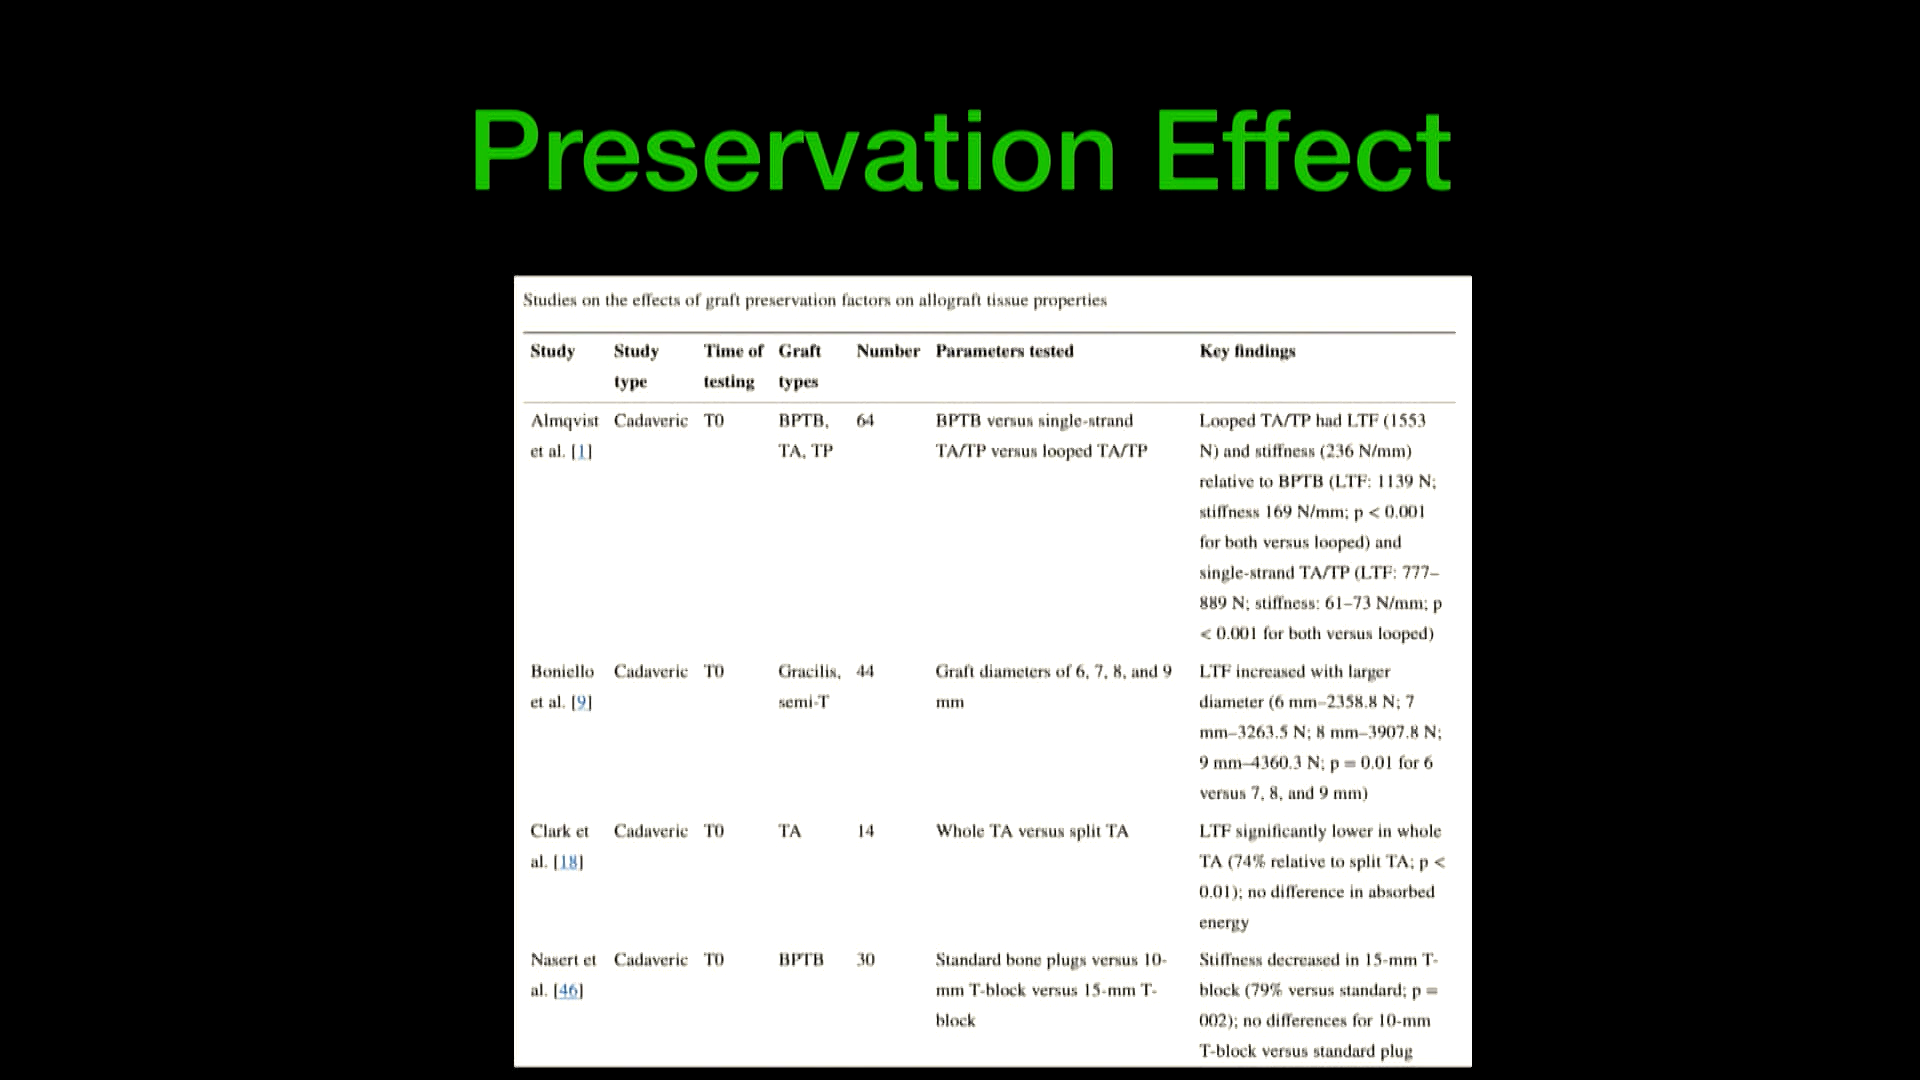 Preservation Effect
Studies on the effects of graft preservation factors on allograft tissue properties
Study Study type Time of testing Graft types Number Parameters tested Key findings
Almqvist et al. [1] Cadaveric T0 BPTB, TA, TP 64 BPTB versus single-strand TA/TP versus looped TA/TP Looped TA/TP had LTF (1553 N) and stiffness (236 N/mm) relative to BPTB (LTF: 1139 N; stiffness 169 N/mm; p < 0.001 for both versus looped) and single-strand TA/TP (LTF: 777–889 N; stiffness: 61–73 N/mm; p < 0.001 for both versus looped)
Boniello et al. [9] Cadaveric T0 Gracilis, semi-T 44 Graft diameters of 6, 7, 8, and 9 mm LTF increased with larger diameter (6 mm–2358.8 N; 7 mm–3263.5 N; 8 mm–3907.8 N; 9 mm–4360.3 N; p = 0.01 for 6 versus 7, 8, and 9 mm)
Clark et al. [18] Cadaveric T0 TA 14 Whole TA versus split TA LTF significantly lower in whole TA (74% relative to split TA; p < 0.01); no difference in absorbed energy
Nasert et al. [46] Cadaveric T0 BPTB 30 Standard bone plugs versus 10-mm T-block versus 15-mm T-block Stiffness decreased in 15-mm T-block (79% versus standard; p = 002); no differences for 10-mm T-block versus standard plug